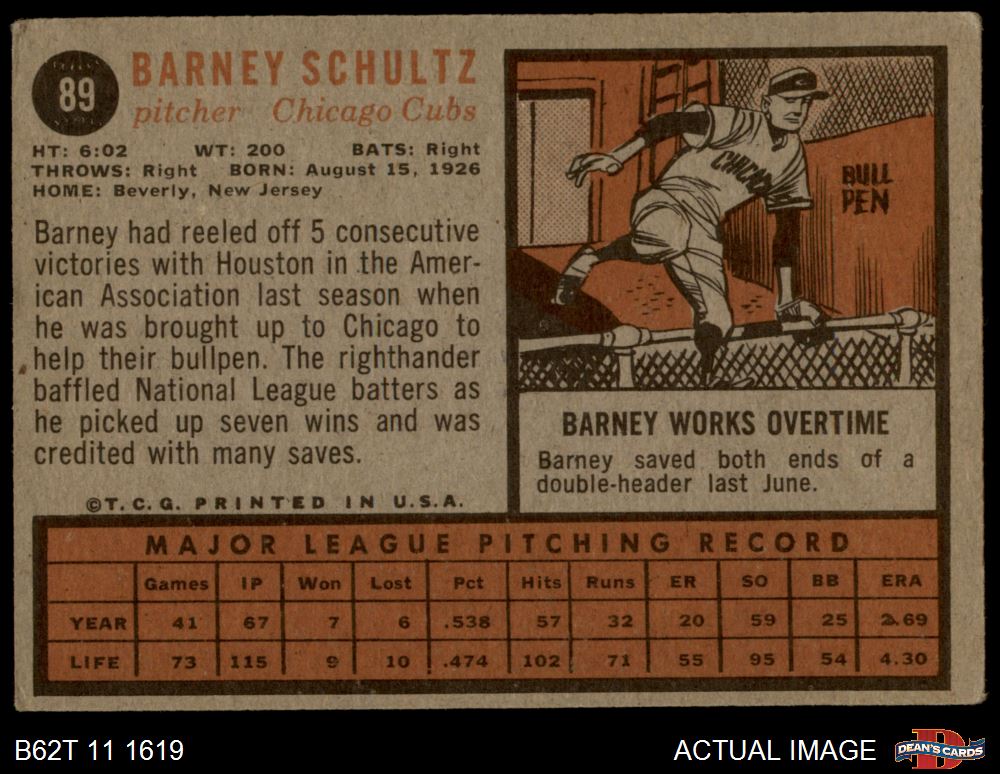 89
BARNEY SCHULTZ
pitcher Chicago Cubs
HT: 6:02 WT: 200 BATS: Right
THROWS: Right BORN: August 15, 1926
HOME: Beverly, New Jersey
Barney had reeled off 5 consecutive
victories with Houston in the Amer-
ican Association last season when
he was brought up to Chicago to
help their bullpen. The righthander
baffled National League batters as
he picked up seven wins and was
credited with many saves.
©T.C.G. PRINTED IN U.S.A.
CHICAGO
BULL
PEN
BARNEY WORKS OVERTIME
Barney saved both ends of a
double-header last June.
MAJOR LEAGUE PITCHING RECORD
Games IP Won Lost Pct Hits Runs ER SO BB ERA
YEAR 41 67 7 6 .538 57 32 20 59 25 2.69
LIFE 73 115 9 10 .474 102 71 55 95 54 4.30
B62T 11 1619
ACTUAL IMAGE
D
DEAN'S CARDS